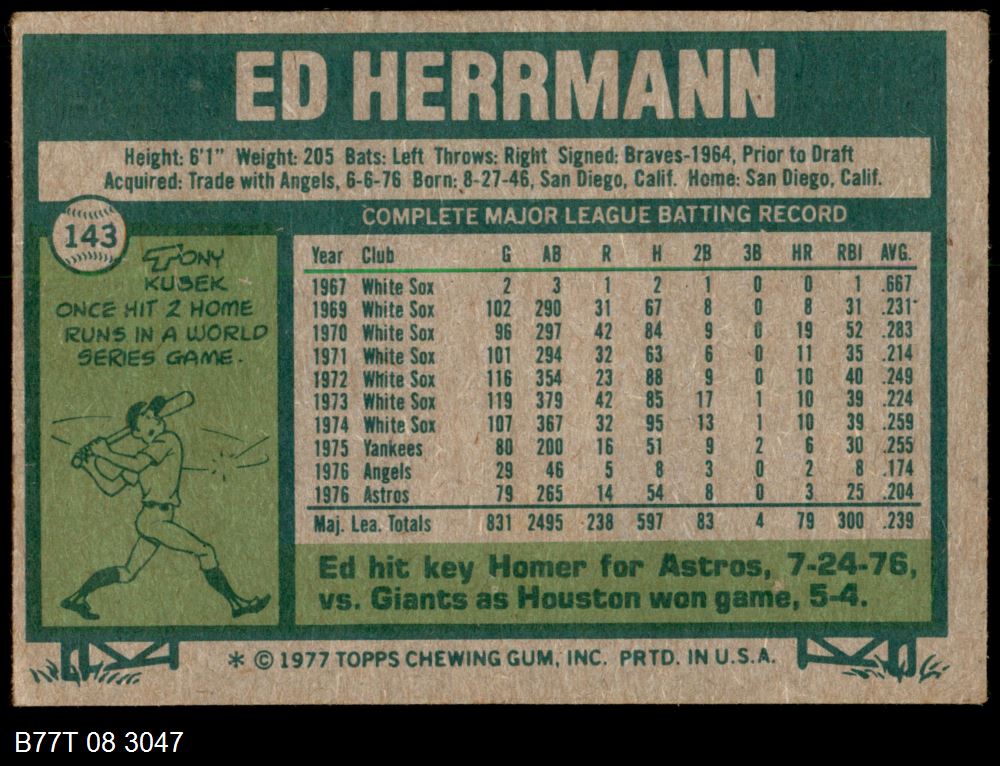 ED HERRMANN
Height: 6'1" Weight: 205 Bats: Left Throws: Right Signed: Braves-1964, Prior to Draft
Acquired: Trade with Angels, 6-6-76 Born: 8-27-46, San Diego, Calif. Home: San Diego, Calif.
143
TONY
KUBEK
ONCE HIT 2 HOME
RUNS IN A WORLD
SERIES GAME.
COMPLETE MAJOR LEAGUE BATTING RECORD
Year Club G AB R H 2B 3B HR RBI AVG.
1967 White Sox 2 3 1 2 1 0 0 1 .667
1969 White Sox 102 290 31 67 8 0 8 31 .231
1970 White Sox 96 297 42 84 9 0 19 52 .283
1971 White Sox 101 294 32 63 6 0 11 35 .214
1972 White Sox 116 354 23 88 9 0 10 40 .249
1973 White Sox 119 379 42 85 17 1 10 39 .224
1974 White Sox 107 367 32 95 13 1 10 39 .259
1975 Yankees 80 200 16 51 9 2 6 30 .255
1976 Angels 29 46 5 8 3 0 2 8 .174
1976 Astros 79 265 14 54 8 0 3 25 .204
Maj. Lea. Totals 831 2495 238 597 83 4 79 300 .239
Ed hit key Homer for Astros, 7-24-76,
vs. Giants as Houston won game, 5-4.
* © 1977 TOPPS CHEWING GUM, INC. PRTD. IN U.S.A.
B77T 08 3047